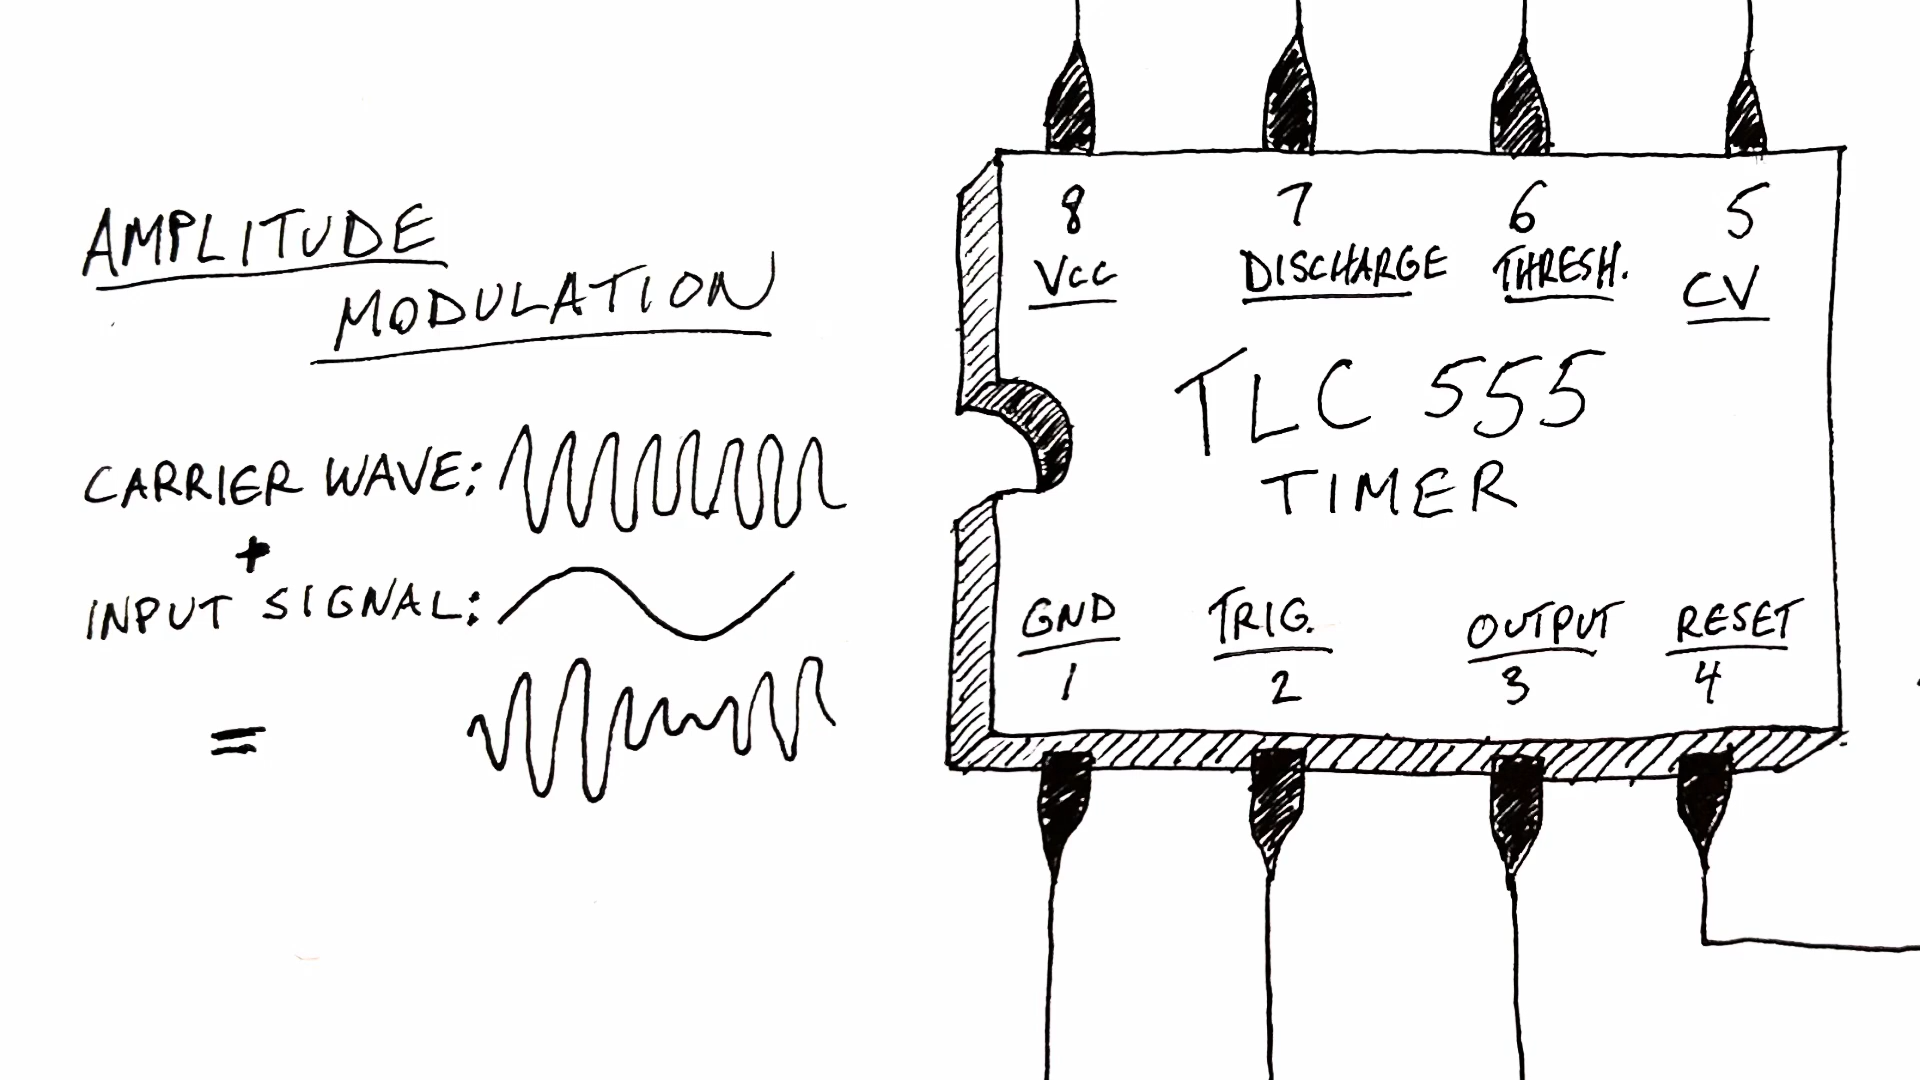 AMPLITUDE
MODULATION
CARRIER WAVE:
+
INPUT SIGNAL:
=
8 7 6 5
VCC DISCHARGE THRESH. CV
TLC 555
TIMER
GND TRIG. OUTPUT RESET
1 2 3 4